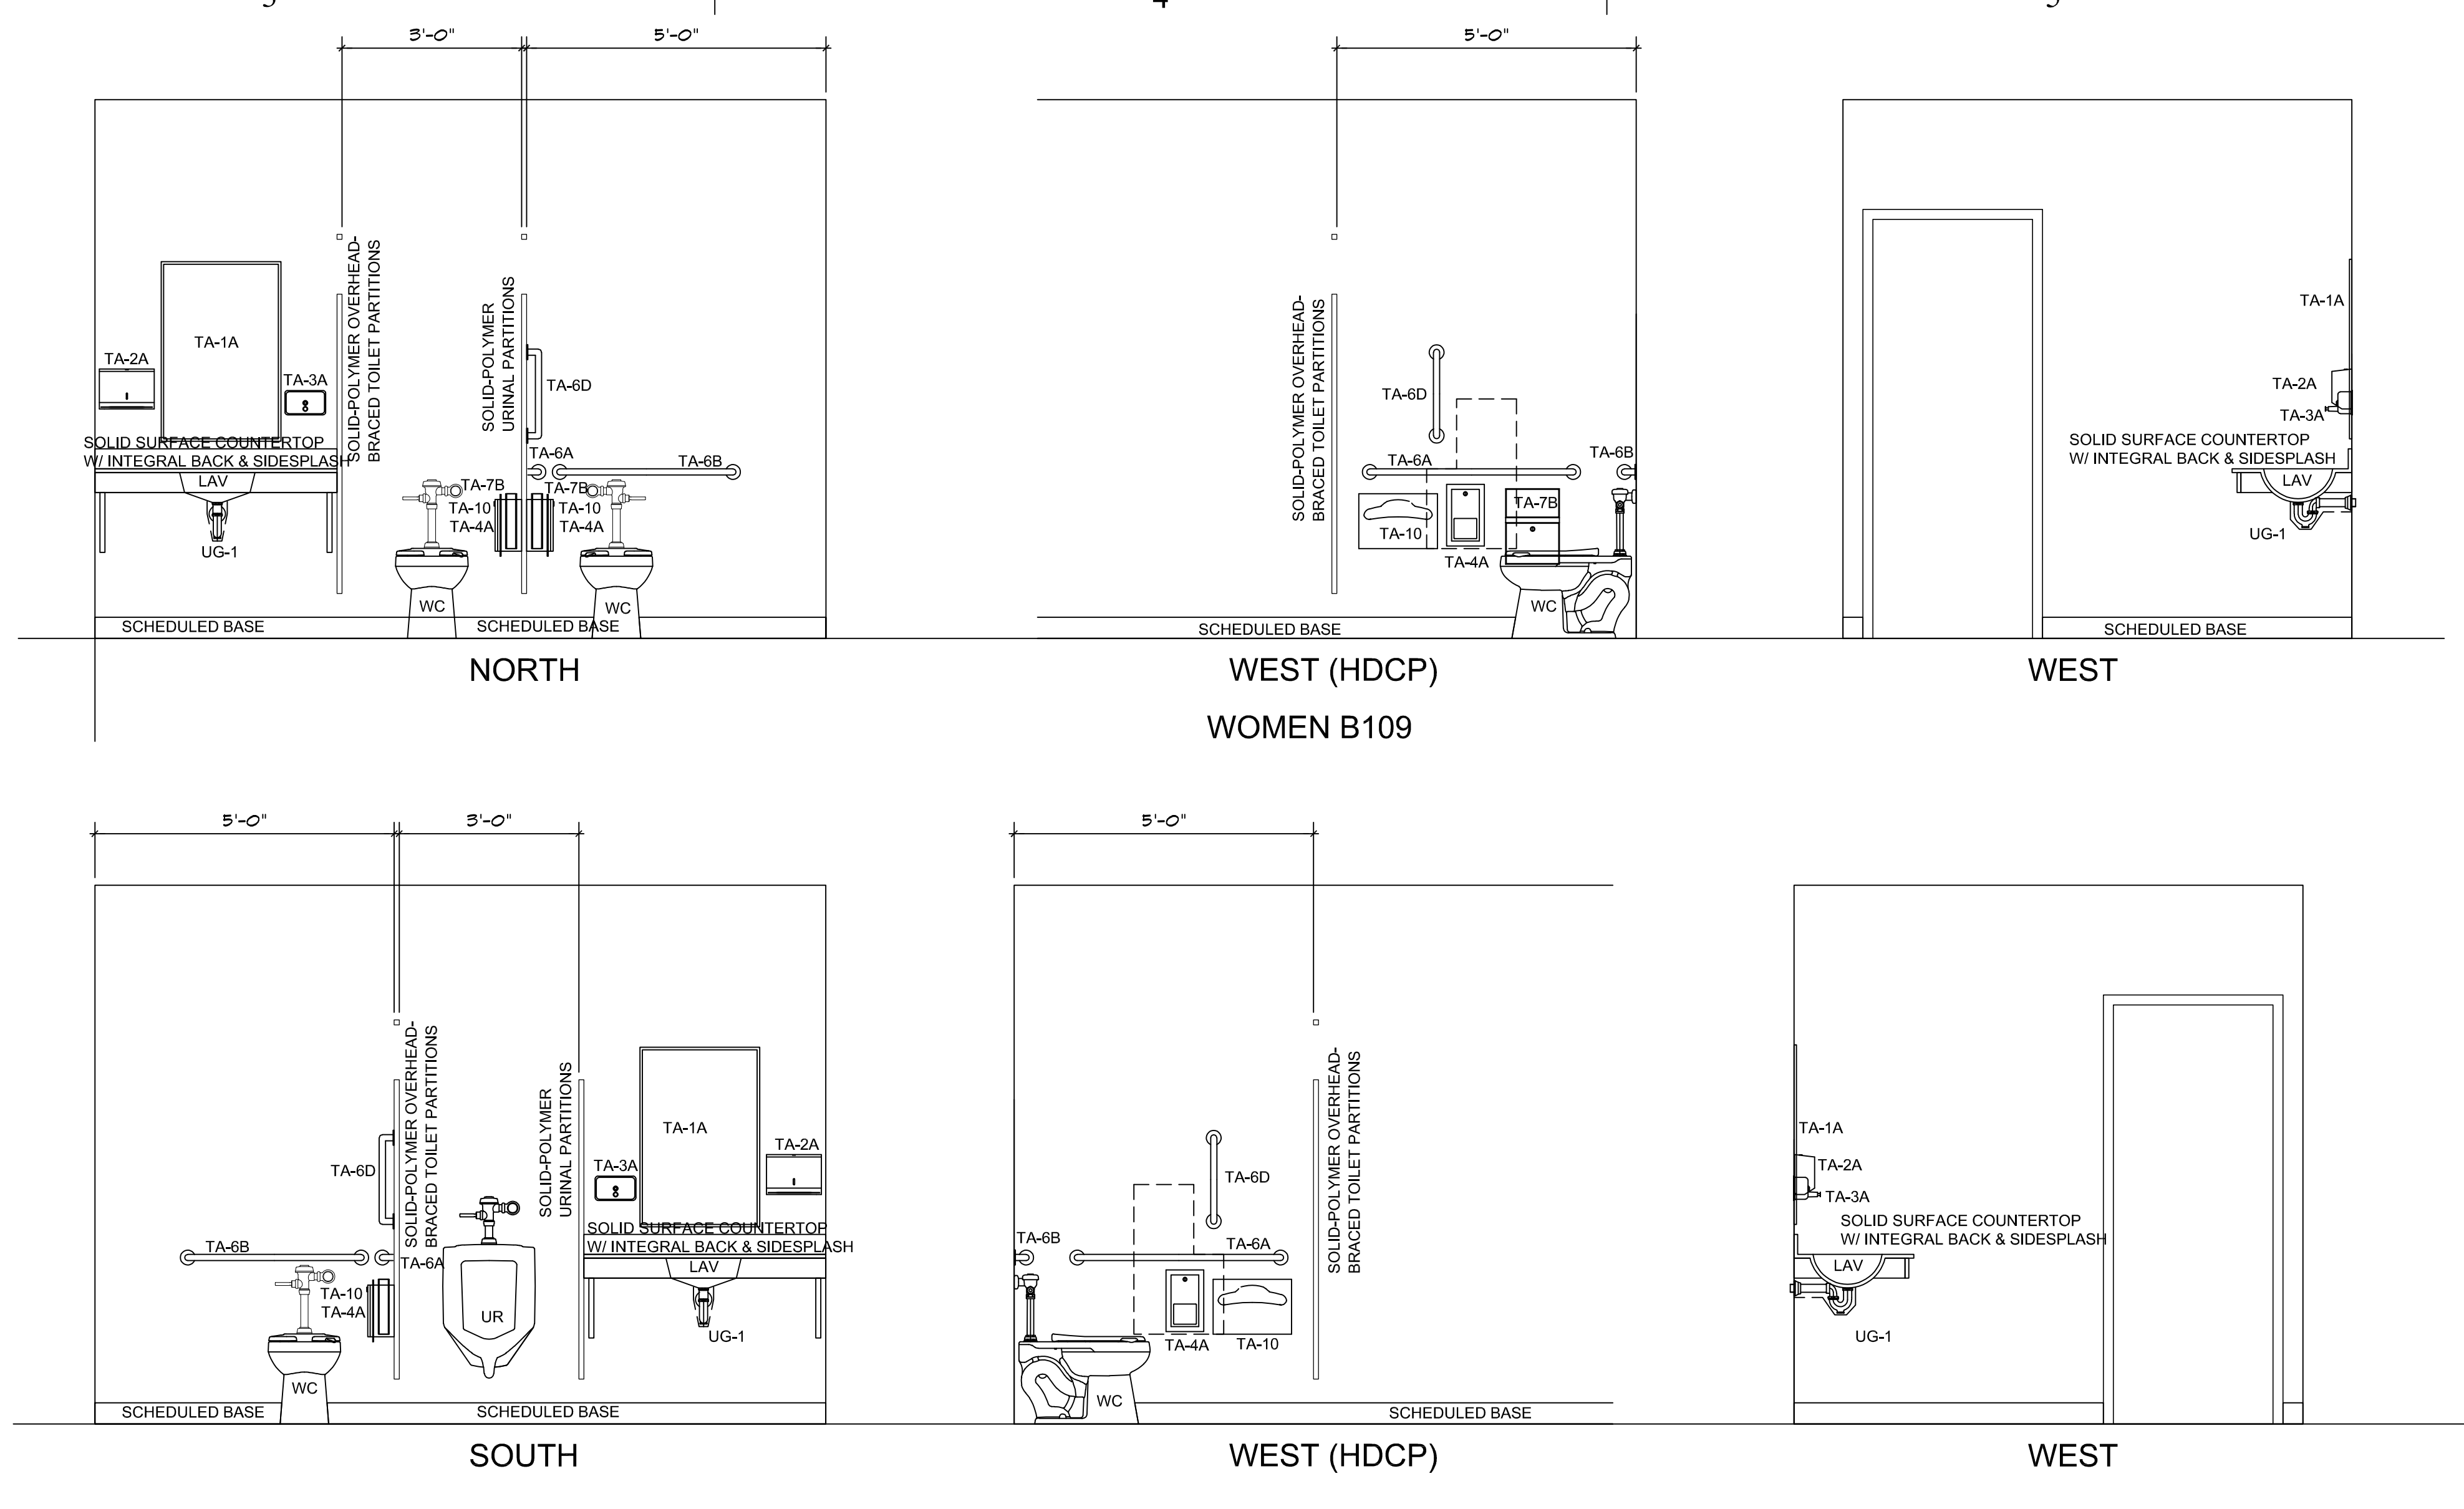 3'-0"
5'-0"
5'-0"
4
TA-1A
TA-2A
TA-3A
SOLID SURFACE COUNTERTOP
W/ INTEGRAL BACK & SIDESPLASH
LAV
UG-1
SOLID-POLYMER OVERHEAD-
BRACED TOILET PARTITIONS
SOLID-POLYMER
URINAL PARTITIONS
TA-6D
TA-6A
TA-6B
TA-7B
TA-10
TA-4A
TA-7B
TA-10
TA-4A
WC
WC
SCHEDULED BASE
SCHEDULED BASE
NORTH
SOLID-POLYMER OVERHEAD-
BRACED TOILET PARTITIONS
TA-6D
TA-6A
TA-6B
TA-10
TA-4A
TA-7B
WC
SCHEDULED BASE
WEST (HDCP)
TA-1A
TA-2A
TA-3A
SOLID SURFACE COUNTERTOP
W/ INTEGRAL BACK & SIDESPLASH
LAV
UG-1
SCHEDULED BASE
WEST
WOMEN B109
5'-0"
3'-0"
5'-0"
TA-6D
TA-6B
TA-6A
TA-10
TA-4A
WC
SOLID-POLYMER OVERHEAD-
BRACED TOILET PARTITIONS
UR
SOLID-POLYMER
URINAL PARTITIONS
TA-1A
TA-2A
TA-3A
SOLID SURFACE COUNTERTOP
W/ INTEGRAL BACK & SIDESPLASH
LAV
UG-1
SCHEDULED BASE
SCHEDULED BASE
SOUTH
TA-6B
TA-6D
TA-6A
TA-4A
TA-10
WC
SOLID-POLYMER OVERHEAD-
BRACED TOILET PARTITIONS
SCHEDULED BASE
WEST (HDCP)
TA-1A
TA-2A
TA-3A
SOLID SURFACE COUNTERTOP
W/ INTEGRAL BACK & SIDESPLASH
LAV
UG-1
WEST